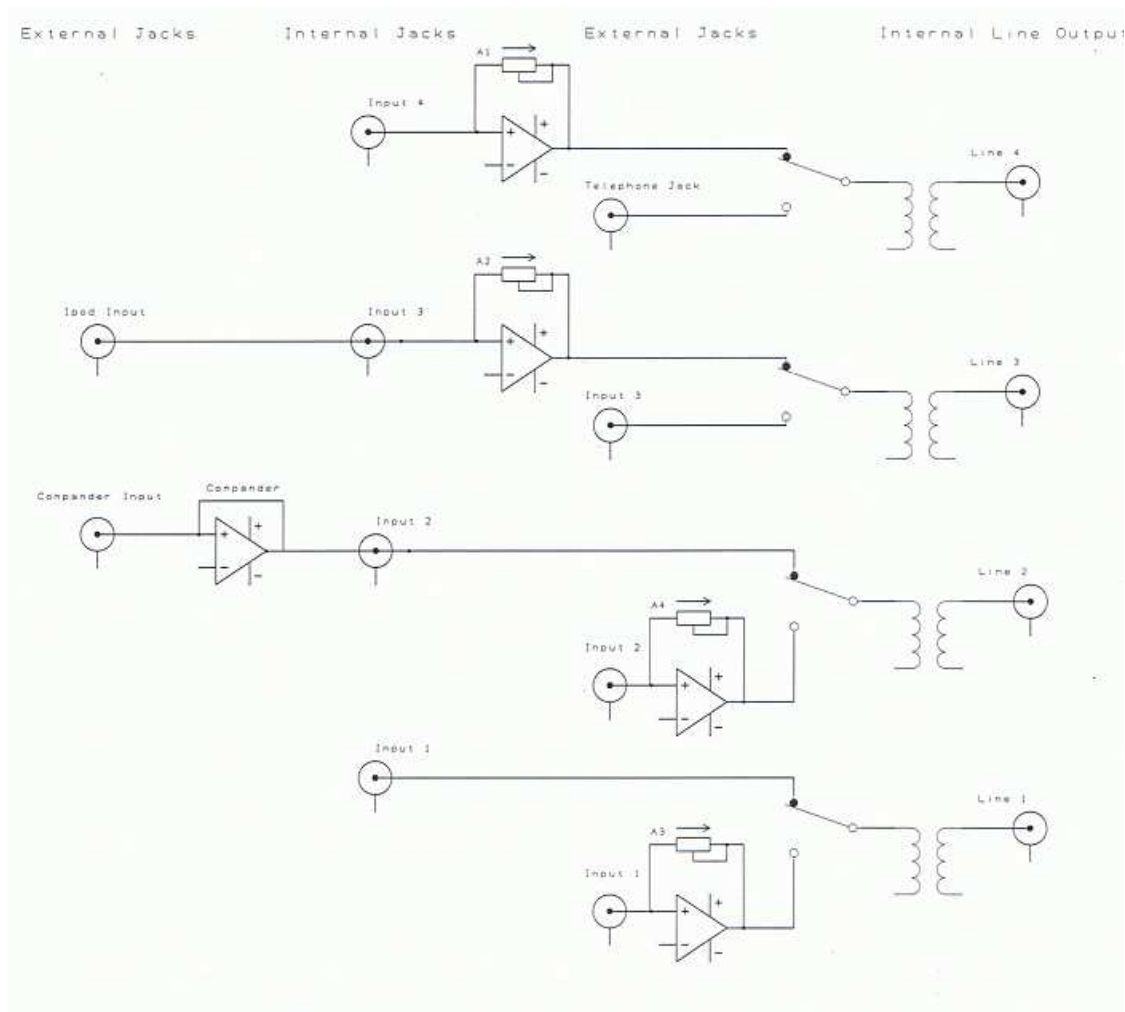 External Jacks Internal Jacks External Jacks Internal Line Output
A1
Input 4
Line 4
Telephone Jack
A2
Ipod Input
Input 3
Line 3
Input 3
Compander Input
Compander
Input 2
Line 2
A4
Input 2
Input 1
Line 1
A3
Input 1